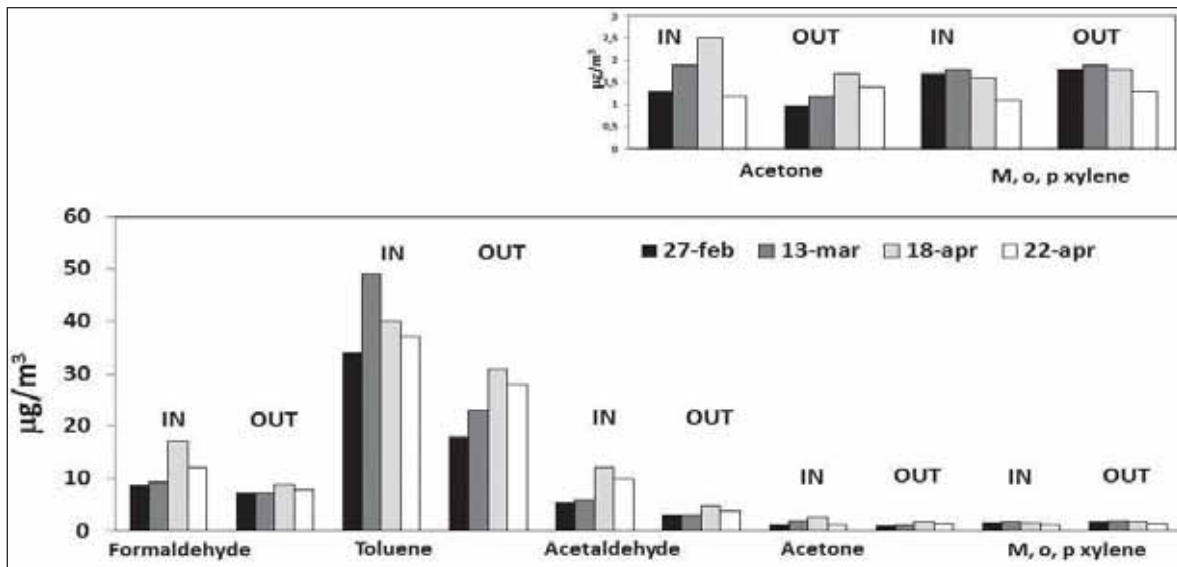 3
2,5
2
1,5
1
0,5
0
µg/m³
IN OUT IN OUT
Acetone M, o, p xylene
60
50
40
30
20
10
0
µg/m³
27-feb 13-mar 18-apr 22-apr
IN OUT IN OUT IN OUT IN OUT IN OUT
Formaldehyde Toluene Acetaldehyde Acetone M, o, p xylene